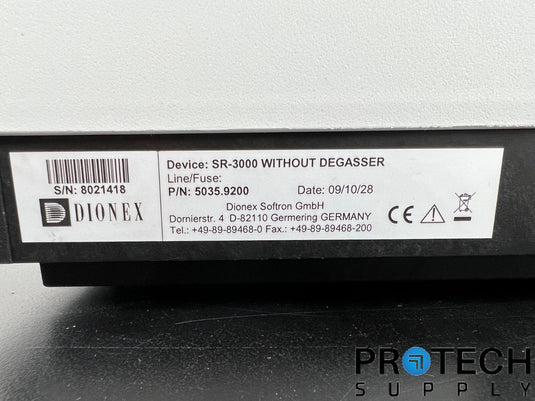 S/N: 8021418
DIONEX
Device: SR-3000 WITHOUT DEGASSER
Line/Fuse:
P/N: 5035.9200 Date: 09/10/28
Dionex Softron GmbH
Dornierstr. 4 D-82110 Germering GERMANY
Tel.: +49-89-89468-0 Fax.: +49-89-89468-200
CE
PROTECH
SUPPLY